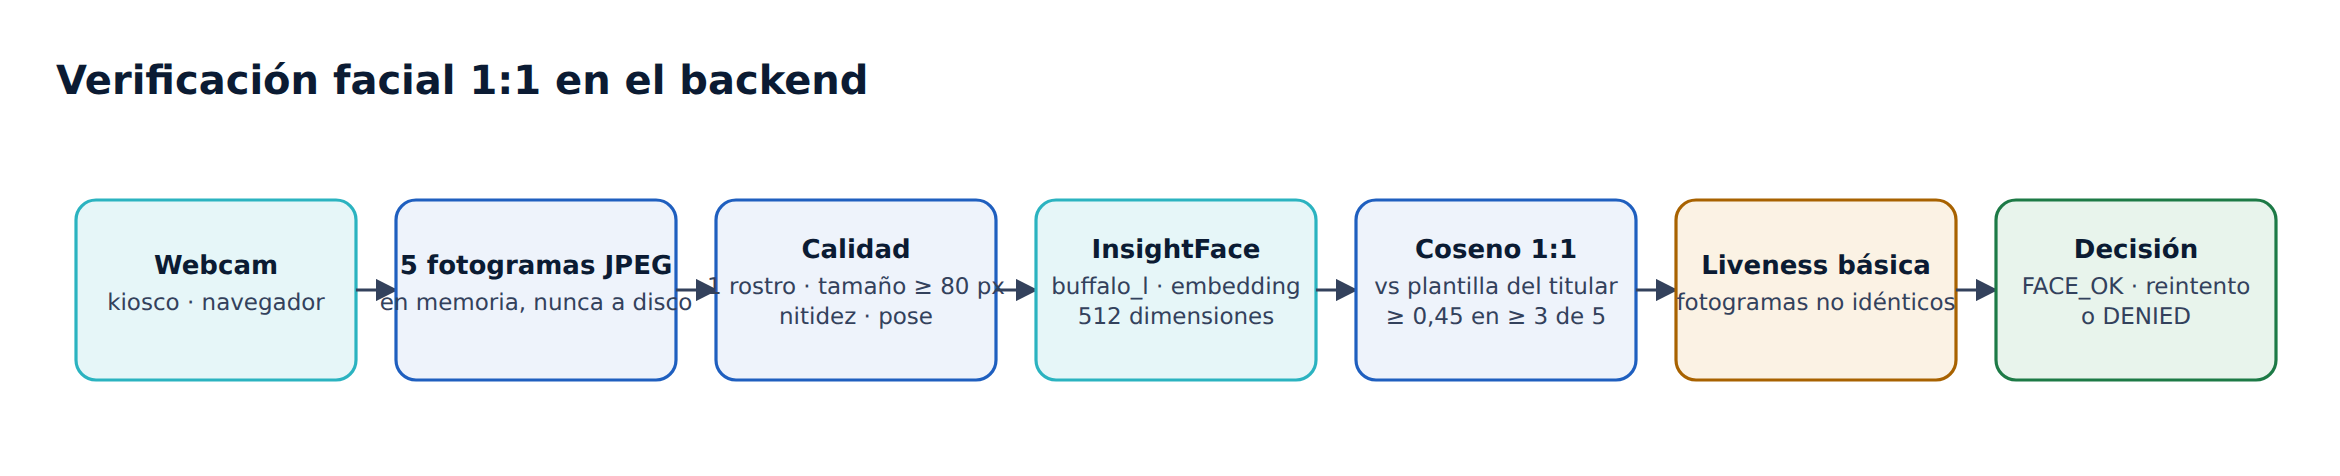 Verificación facial 1:1 en el backend
Webcam
kiosco · navegador
5 fotogramas JPEG
en memoria, nunca a disco
Calidad
1 rostro · tamaño ≥ 80 px
nitidez · pose
InsightFace
buffalo_l · embedding
512 dimensiones
Coseno 1:1
vs plantilla del titular
≥ 0,45 en ≥ 3 de 5
Liveness básica
fotogramas no idénticos
Decisión
FACE_OK · reintento
o DENIED